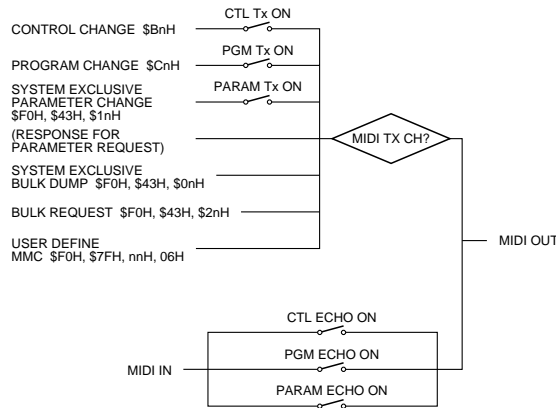 CTL Tx ON
CONTROL CHANGE $BnH
PGM Tx ON
PROGRAM CHANGE $CnH
SYSTEM EXCLUSIVE
PARAMETER CHANGE
$F0H, $43H, $1nH
PARAM Tx ON
(RESPONSE FOR
PARAMETER REQUEST)
MIDI TX CH?
SYSTEM EXCLUSIVE
BULK DUMP $F0H, $43H, $0nH
BULK REQUEST $F0H, $43H, $2nH
USER DEFINE
MMC $F0H, $7FH, nnH, 06H
MIDI OUT
CTL ECHO ON
PGM ECHO ON
MIDI IN
PARAM ECHO ON